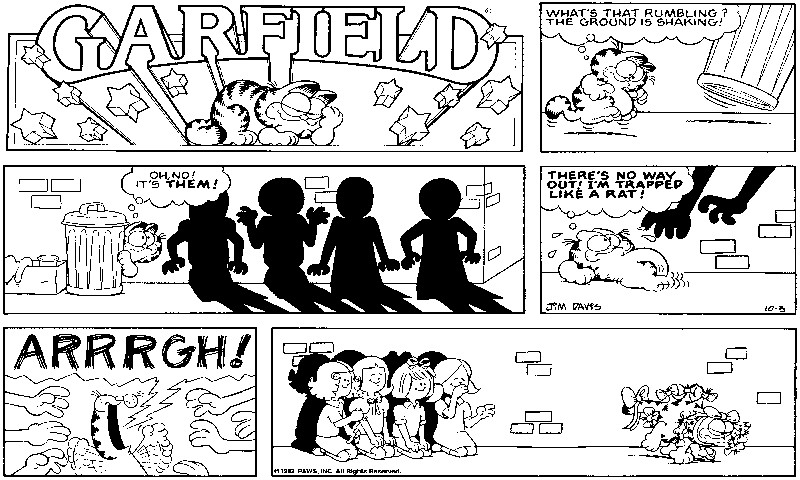 GARFIELD
WHAT'S THAT RUMBLING?
THE GROUND IS SHAKING!
OH, NO!
IT'S THEM!
THERE'S NO WAY
OUT! I'M TRAPPED
LIKE A RAT!
JIM DAVIS
10-3
ARRRGH!
© 1982 PAWS, INC. All Rights Reserved.